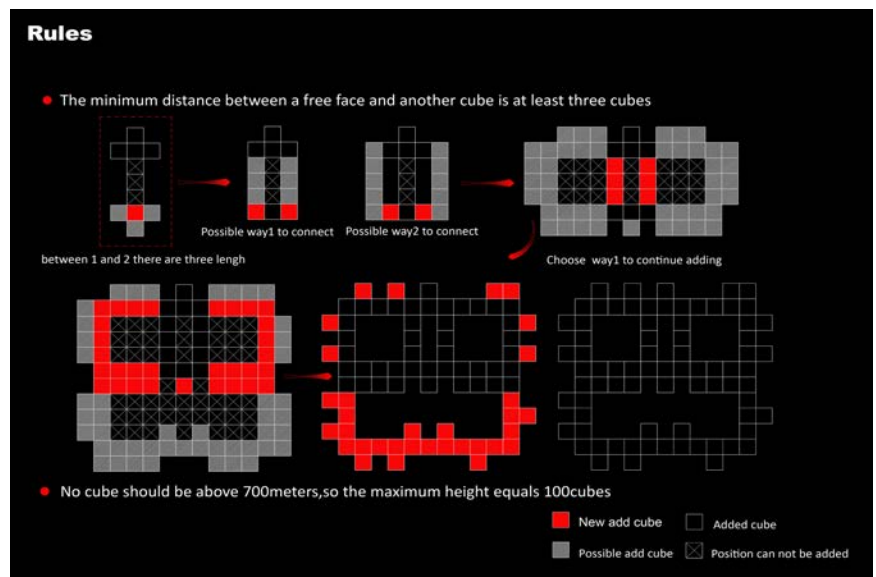 Rules
The minimum distance between a free face and another cube is at least three cubes
Possible way1 to connect
Possible way2 to connect
between 1 and 2 there are three lengh
Choose way1 to continue adding
No cube should be above 700meters,so the maximum height equals 100cubes
New add cube
Added cube
Possible add cube
Position can not be added